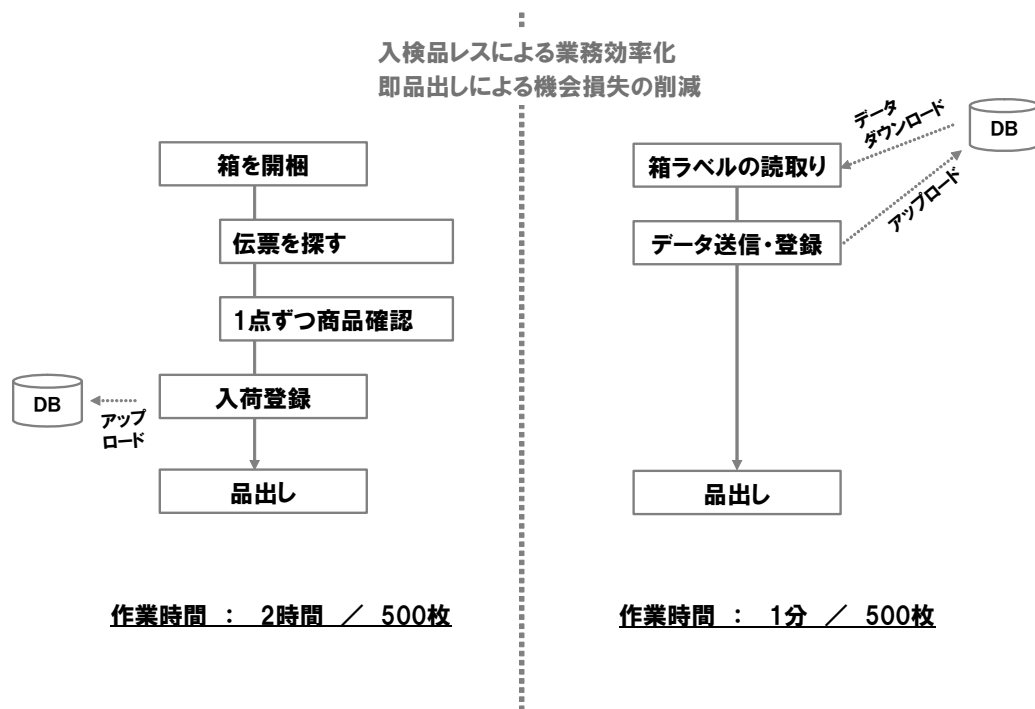 入検品レスによる業務効率化
即品出しによる機会損失の削減
箱を開梱
伝票を探す
1点ずつ商品確認
入荷登録
DB
アップ
ロード
品出し
作業時間 : 2時間 / 500枚
データ
ダウンロード
DB
箱ラベルの読取り
アップロード
データ送信・登録
品出し
作業時間 : 1分 / 500枚